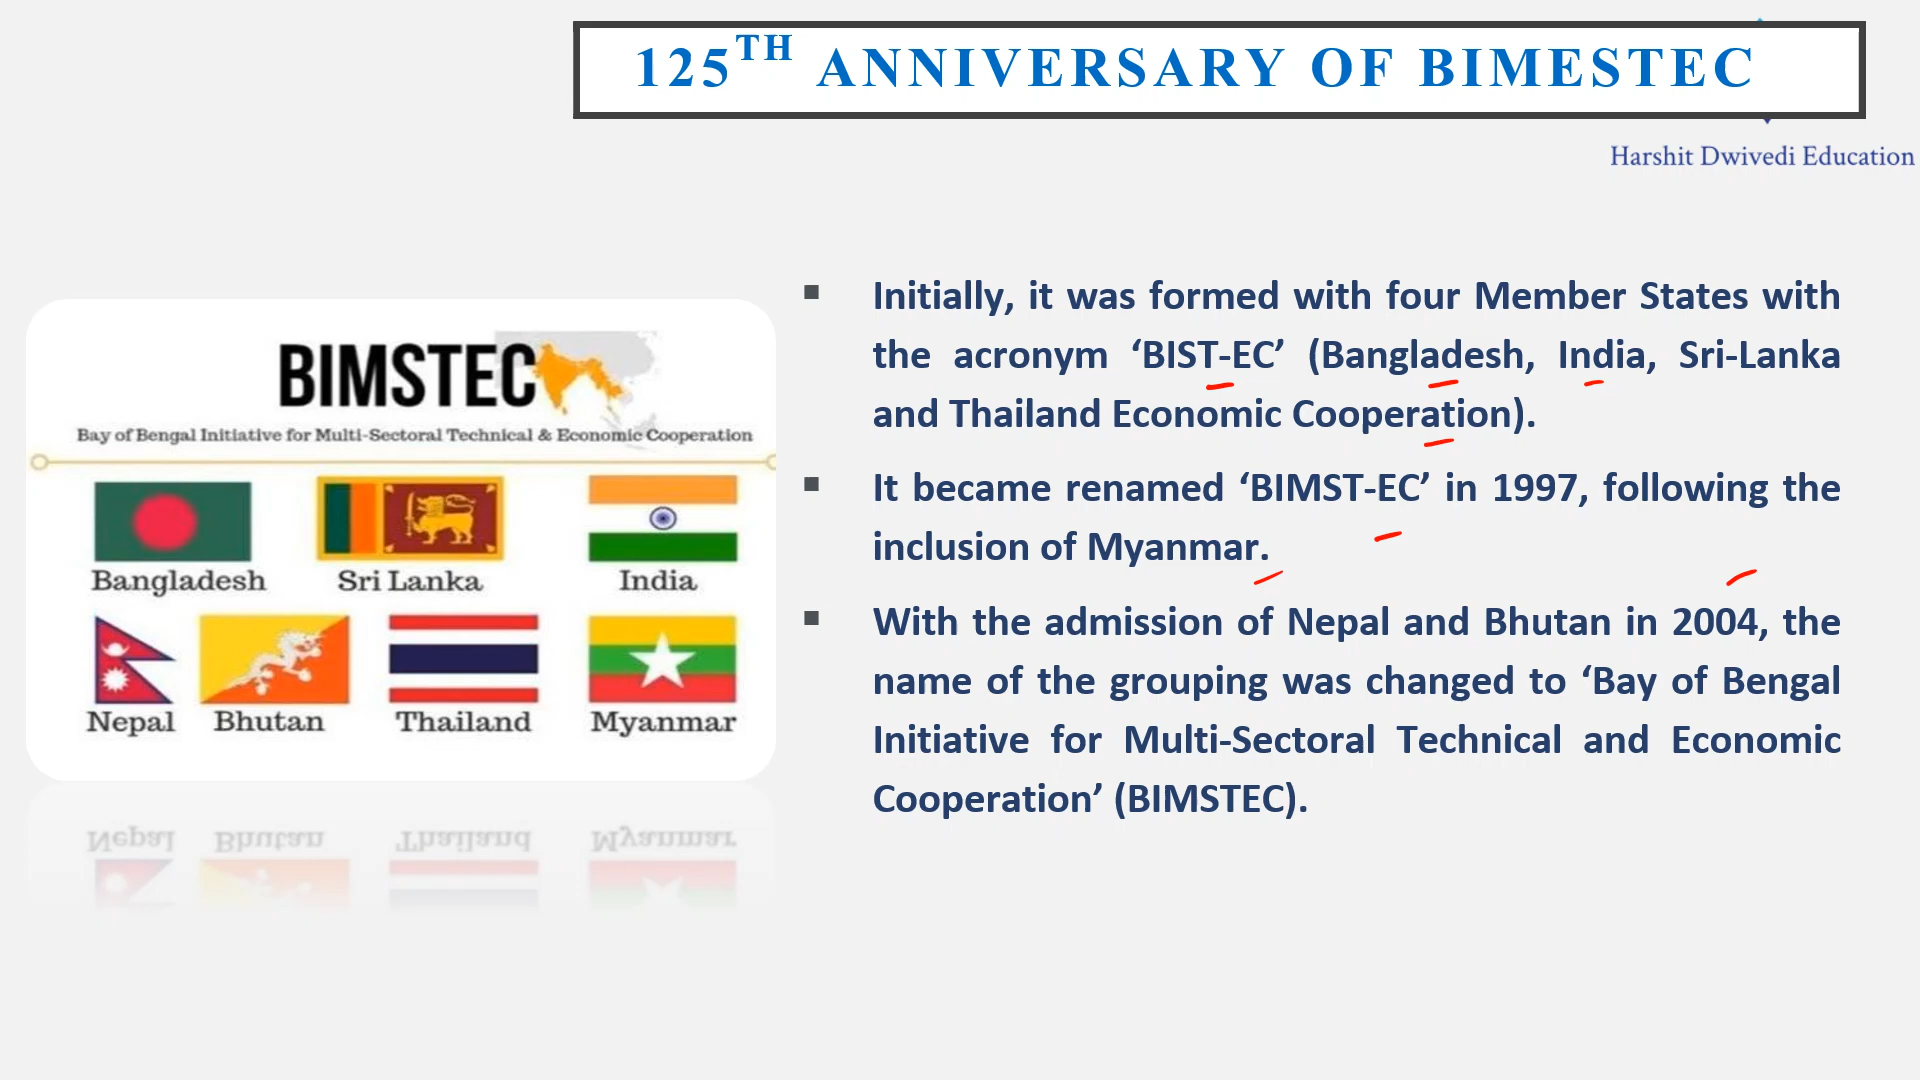 125TH ANNIVERSARY OF BIMESTEC
Harshit Dwivedi Education
BIMSTEC
Bay of Bengal Initiative for Multi-Sectoral Technical & Economic Cooperation
Bangladesh Sri Lanka India
Nepal Bhutan Thailand Myanmar
Nepal Bhutan Thailand Myanmar
▪ Initially, it was formed with four Member States with
the acronym ‘BIST-EC’ (Bangladesh, India, Sri-Lanka
and Thailand Economic Cooperation).
▪ It became renamed ‘BIMST-EC’ in 1997, following the
inclusion of Myanmar.
▪ With the admission of Nepal and Bhutan in 2004, the
name of the grouping was changed to ‘Bay of Bengal
Initiative for Multi-Sectoral Technical and Economic
Cooperation’ (BIMSTEC).